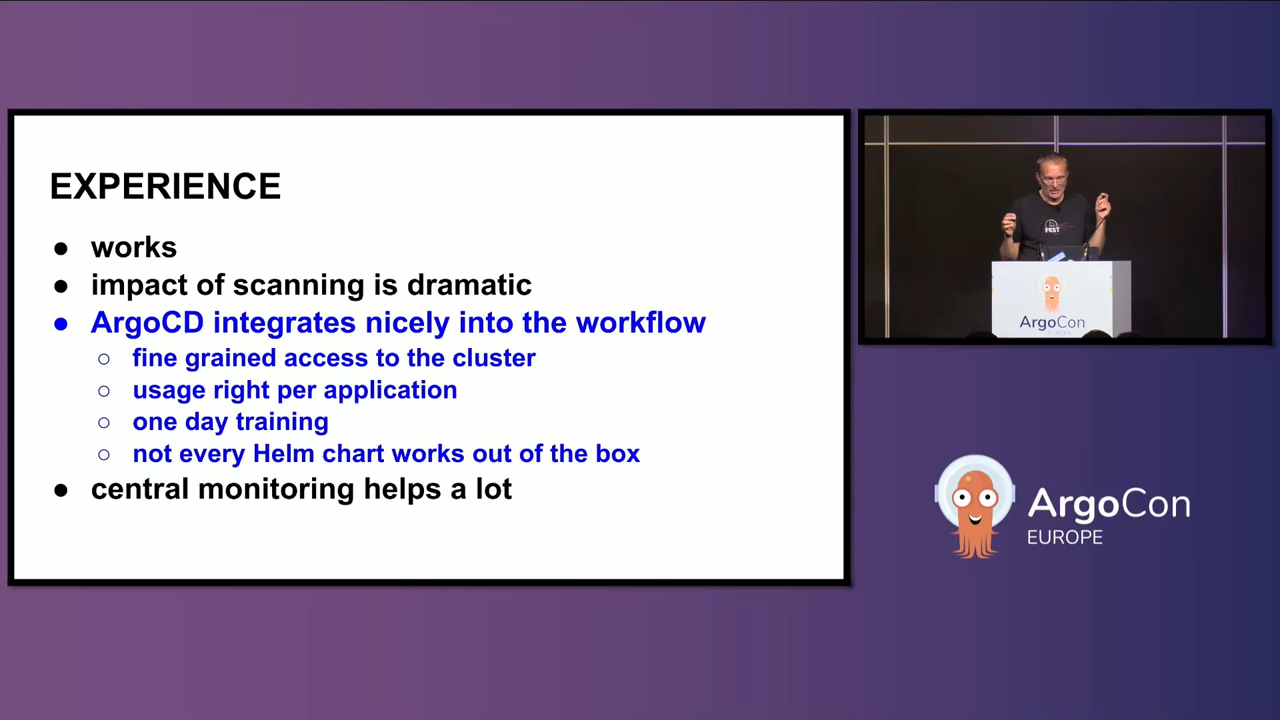 EXPERIENCE
● works
● impact of scanning is dramatic
● ArgoCD integrates nicely into the workflow
○ fine grained access to the cluster
○ usage right per application
○ one day training
○ not every Helm chart works out of the box
● central monitoring helps a lot
FEST
ArgoCon
ArgoCon
EUROPE